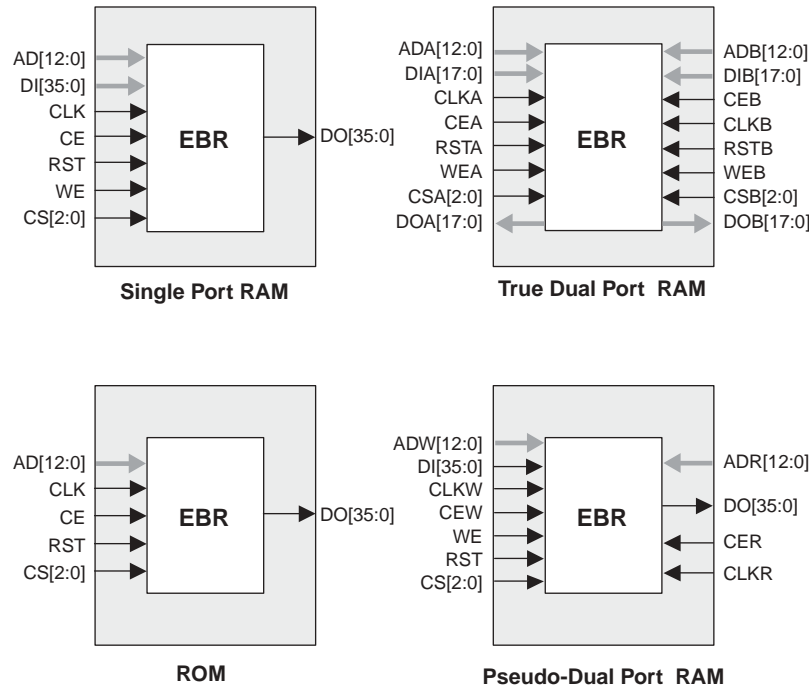 AD[12:0]
DI[35:0]
CLK
CE
RST
WE
CS[2:0]
EBR
DO[35:0]
Single Port RAM
ADA[12:0]
DIA[17:0]
CLKA
CEA
RSTA
WEA
CSA[2:0]
DOA[17:0]
EBR
ADB[12:0]
DIB[17:0]
CEB
CLKB
RSTB
WEB
CSB[2:0]
DOB[17:0]
True Dual Port RAM
AD[12:0]
CLK
CE
RST
CS[2:0]
EBR
DO[35:0]
ROM
ADW[12:0]
DI[35:0]
CLKW
CEW
WE
RST
CS[2:0]
EBR
ADR[12:0]
DO[35:0]
CER
CLKR
Pseudo-Dual Port RAM